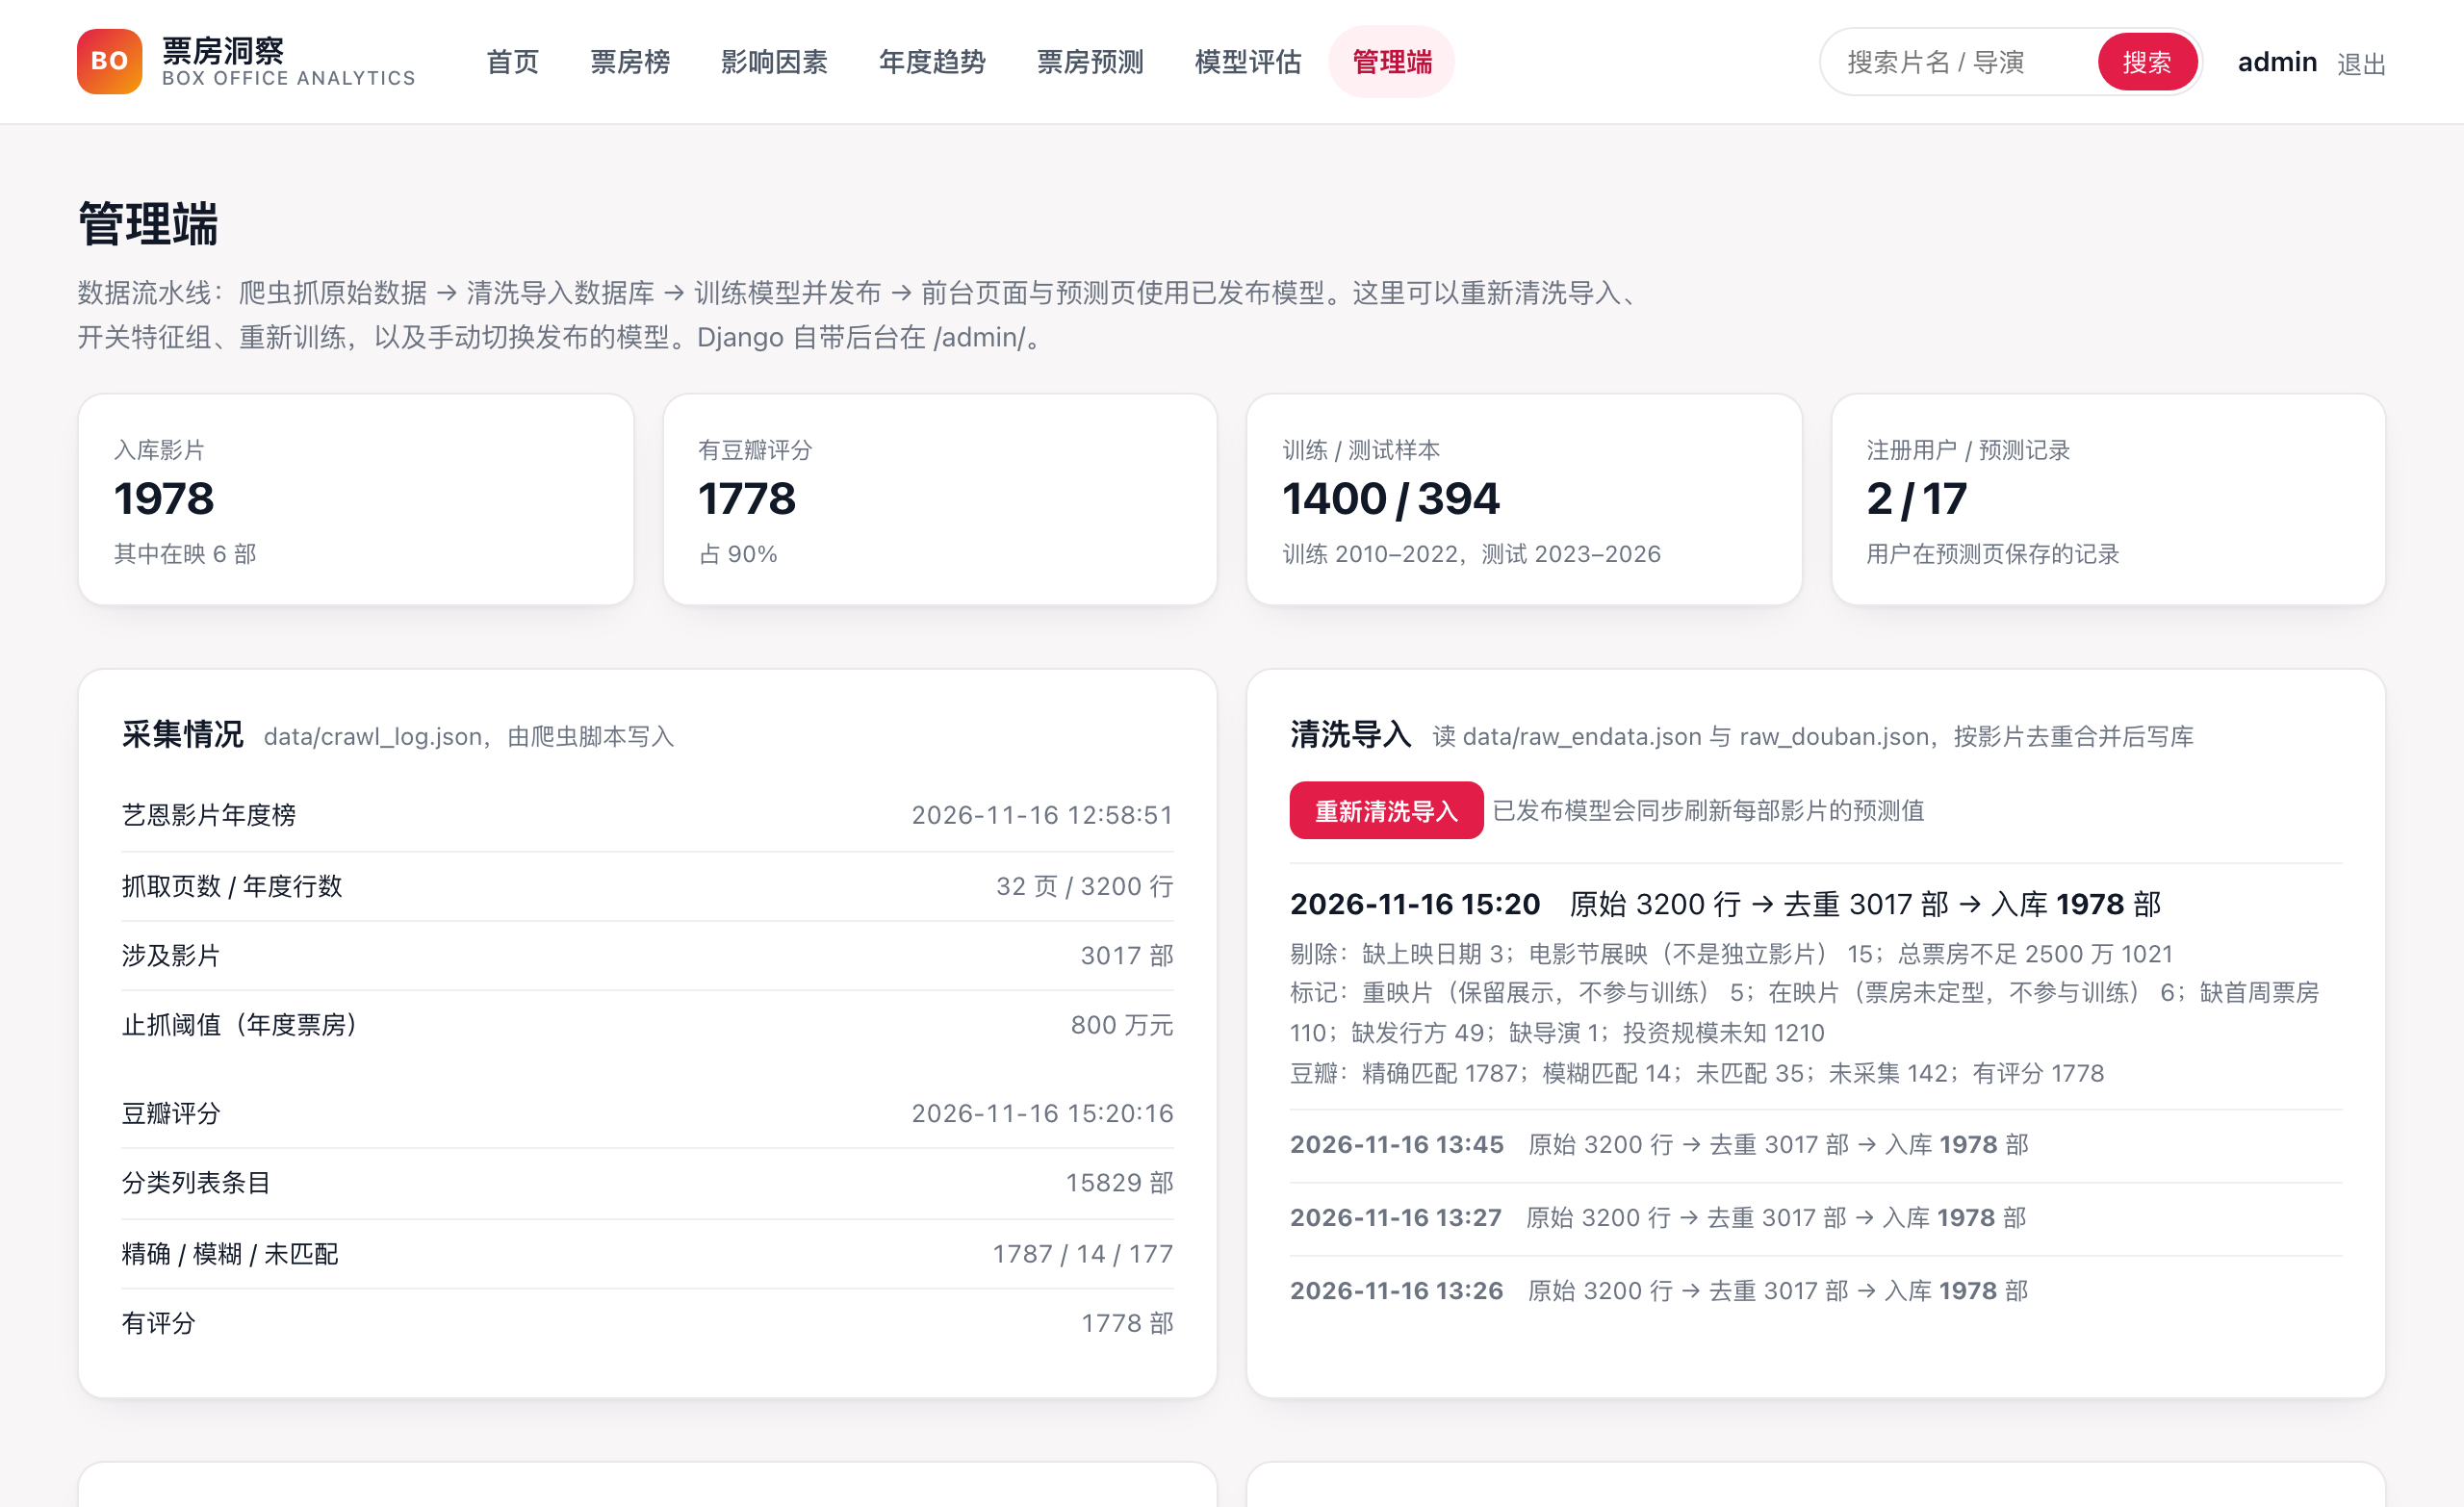 BO 票房洞察
BOX OFFICE ANALYTICS
首页 票房榜 影响因素 年度趋势 票房预测 模型评估 管理端
搜索片名 / 导演 搜索 admin 退出
管理端
数据流水线：爬虫抓原始数据 → 清洗导入数据库 → 训练模型并发布 → 前台页面与预测页使用已发布模型。这里可以重新清洗导入、
开关特征组、重新训练，以及手动切换发布的模型。Django 自带后台在 /admin/。
入库影片
1978
其中在映 6 部
有豆瓣评分
1778
占 90%
训练 / 测试样本
1400 / 394
训练 2010–2022，测试 2023–2026
注册用户 / 预测记录
2 / 17
用户在预测页保存的记录
采集情况 data/crawl_log.json，由爬虫脚本写入
艺恩影片年度榜 2026-11-16 12:58:51
抓取页数 / 年度行数 32 页 / 3200 行
涉及影片 3017 部
止抓阈值（年度票房） 800 万元
豆瓣评分 2026-11-16 15:20:16
分类列表条目 15829 部
精确 / 模糊 / 未匹配 1787 / 14 / 177
有评分 1778 部
清洗导入 读 data/raw_endata.json 与 raw_douban.json，按影片去重合并后写库
重新清洗导入 已发布模型会同步刷新每部影片的预测值
2026-11-16 15:20 原始 3200 行 → 去重 3017 部 → 入库 1978 部
剔除：缺上映日期 3；电影节展映（不是独立影片） 15；总票房不足 2500 万 1021
标记：重映片（保留展示，不参与训练） 5；在映片（票房未定型，不参与训练） 6；缺首周票房
110；缺发行方 49；缺导演 1；投资规模未知 1210
豆瓣：精确匹配 1787；模糊匹配 14；未匹配 35；未采集 142；有评分 1778
2026-11-16 13:45 原始 3200 行 → 去重 3017 部 → 入库 1978 部
2026-11-16 13:27 原始 3200 行 → 去重 3017 部 → 入库 1978 部
2026-11-16 13:26 原始 3200 行 → 去重 3017 部 → 入库 1978 部